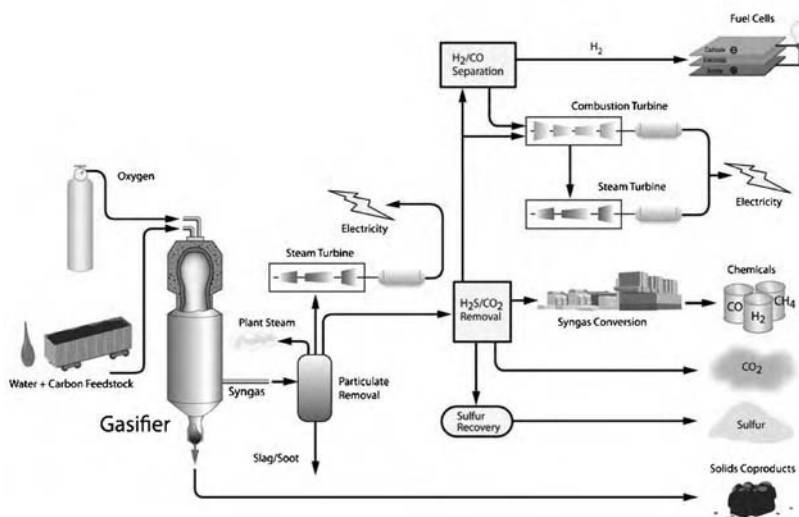 Fuel Cells
Cathode
H2/CO
Separation
H2
Combustion Turbine
Oxygen
Steam Turbine
Electricity
Electricity
Steam Turbine
H2S/CO2
Removal
Syngas Conversion
Chemicals
CO
H2
CH4
Plant Steam
Water + Carbon Feedstock
Syngas
Particulate
Removal
CO2
Gasifier
Sulfur
Recovery
Sulfur
Slag/Soot
Solids Coproducts